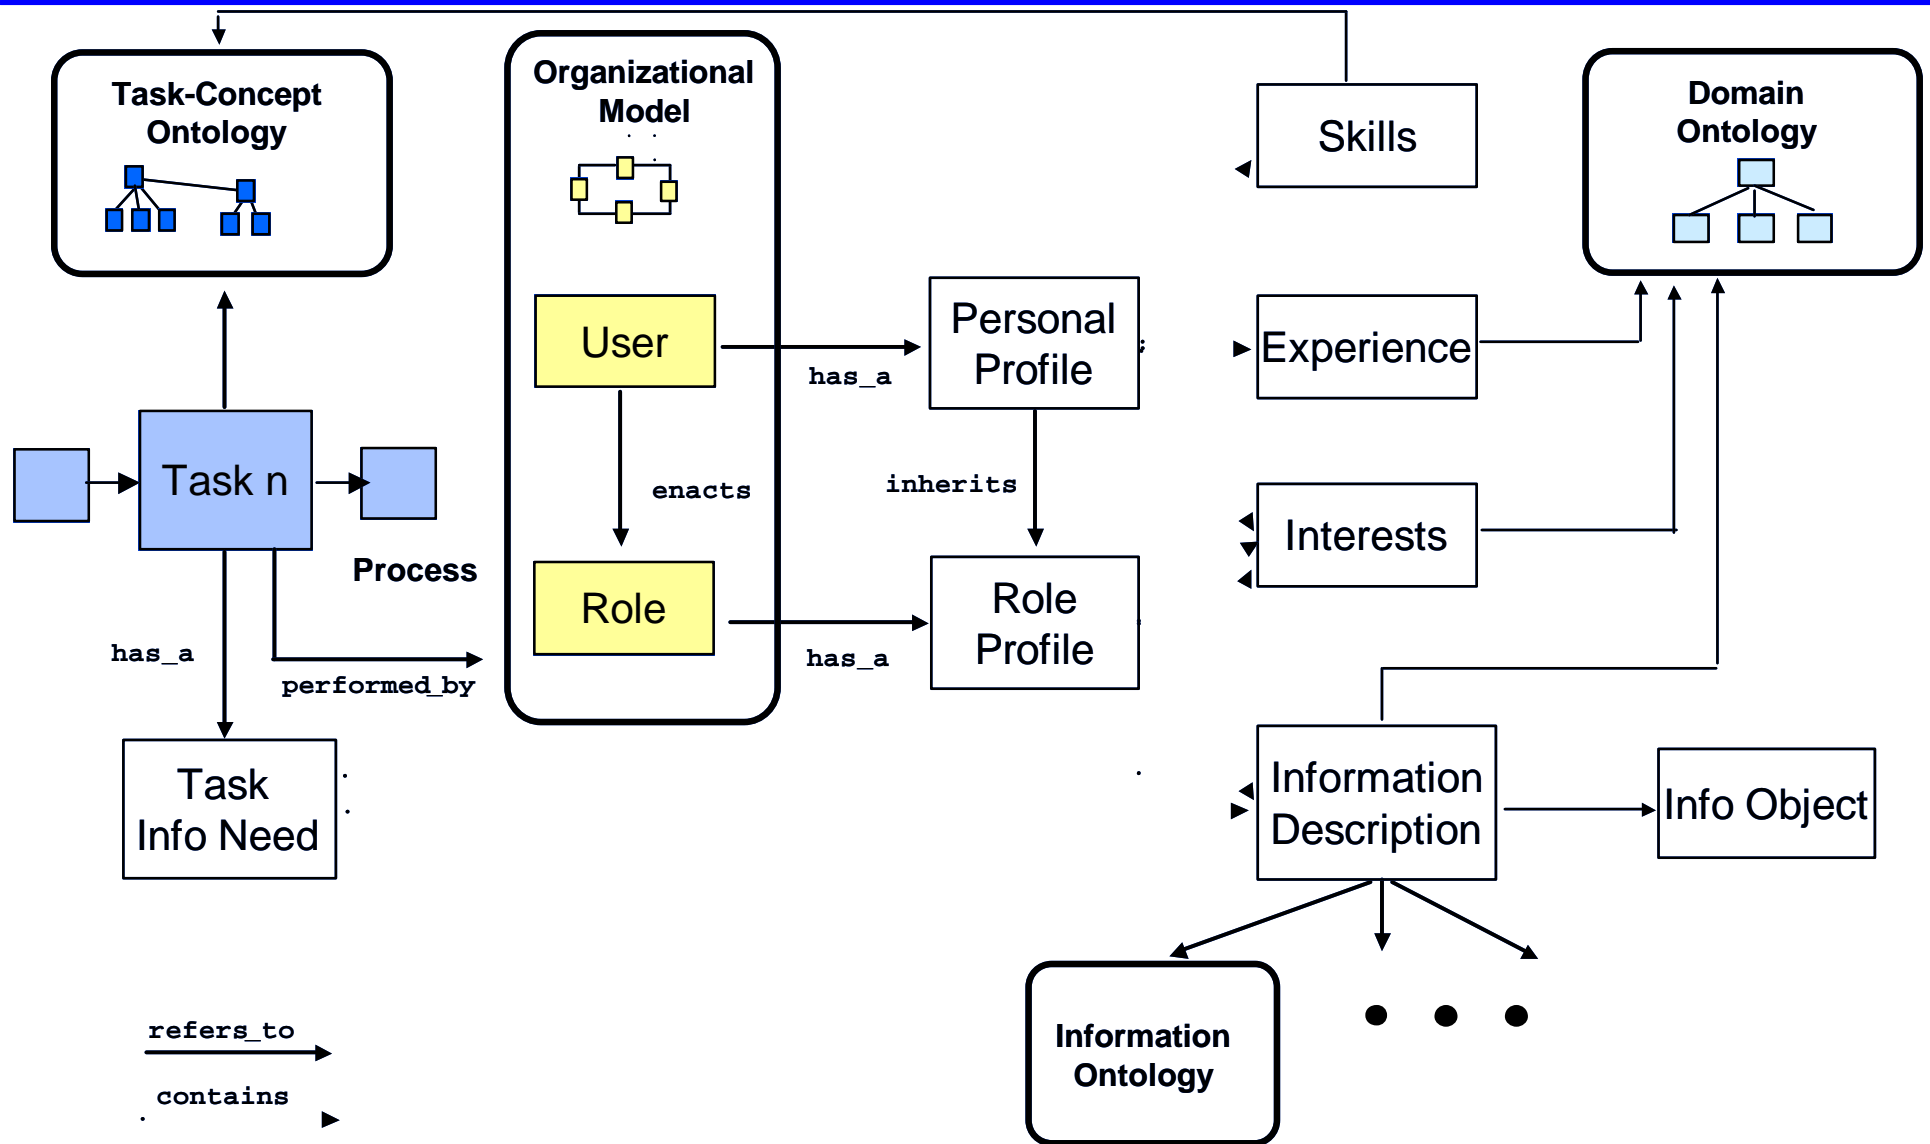 Task-Concept
Ontology
Organizational
Model
Skills
Domain
Ontology
User
has_a
Personal
Profile
Experience
Task n
enacts
inherits
Interests
Process
Role
has_a
Role
Profile
has_a
performed_by
Task
Info Need
Information
Description
Info Object
refers_to
contains
Information
Ontology